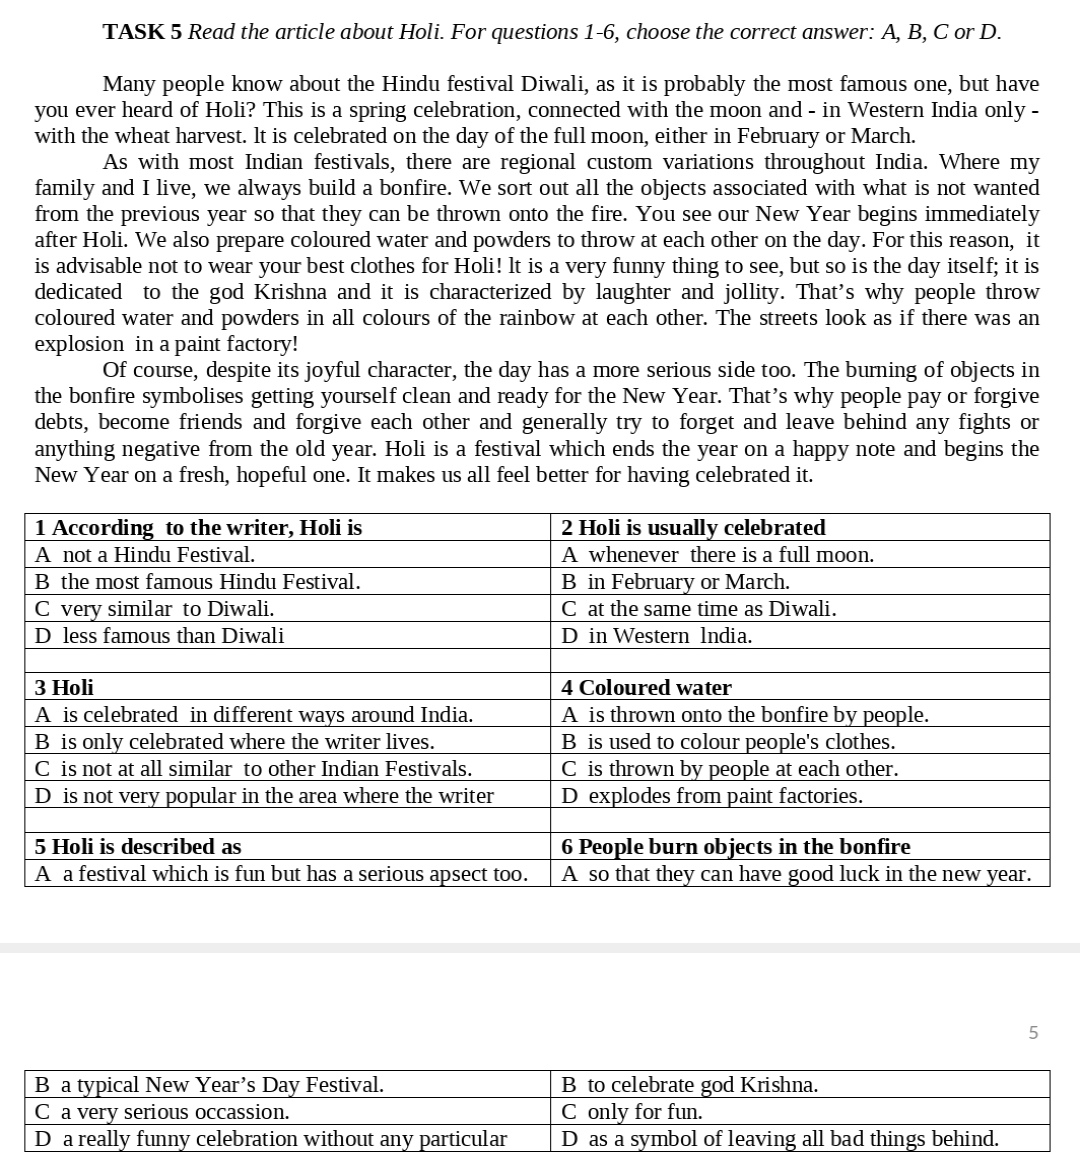 TASK 5 Read the article about Holi. For questions 1-6, choose the correct answer: A, B, C or D.
Many people know about the Hindu festival Diwali, as it is probably the most famous one, but have
you ever heard of Holi? This is a spring celebration, connected with the moon and - in Western India only -
with the wheat harvest. lt is celebrated on the day of the full moon, either in February or March.
As with most Indian festivals, there are regional custom variations throughout India. Where my
family and I live, we always build a bonfire. We sort out all the objects associated with what is not wanted
from the previous year so that they can be thrown onto the fire. You see our New Year begins immediately
after Holi. We also prepare coloured water and powders to throw at each other on the day. For this reason, it
is advisable not to wear your best clothes for Holi! lt is a very funny thing to see, but so is the day itself; it is
dedicated to the god Krishna and it is characterized by laughter and jollity. That's why people throw
coloured water and powders in all colours of the rainbow at each other. The streets look as if there was an
explosion in a paint factory!
Of course, despite its joyful character, the day has a more serious side too. The burning of objects in
the bonfire symbolises getting yourself clean and ready for the New Year. That's why people pay or forgive
debts, become friends and forgive each other and generally try to forget and leave behind any fights or
anything negative from the old year. Holi is a festival which ends the year on a happy note and begins the
New Year on a fresh, hopeful one. It makes us all feel better for having celebrated it.
1 According to the writer, Holi is
A not a Hindu Festival.
B the most famous Hindu Festival.
C very similar to Diwali.
D less famous than Diwali
2 Holi is usually celebrated
A whenever there is a full moon.
B in February or March.
C at the same time as Diwali.
D in Western lndia.
3 Holi
A is celebrated in different ways around India.
B is only celebrated where the writer lives.
C is not at all similar to other Indian Festivals.
D is not very popular in the area where the writer
4 Coloured water
A is thrown onto the bonfire by people.
B is used to colour people's clothes.
C is thrown by people at each other.
D explodes from paint factories.
5 Holi is described as
A a festival which is fun but has a serious apsect too.
6 People burn objects in the bonfire
A so that they can have good luck in the new year.
5
B a typical New Year's Day Festival.
C a very serious occassion.
D a really funny celebration without any particular
B to celebrate god Krishna.
C only for fun.
D as a symbol of leaving all bad things behind.